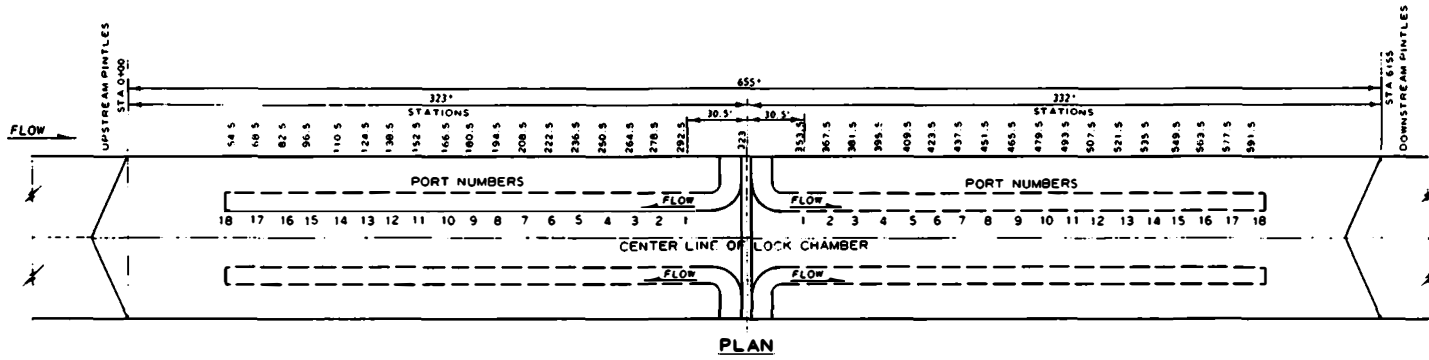 UPSTREAM PINTLES
STA 0+00
655'
STA 6+55
DOWNSTREAM PINTLES
323' 332'
STATIONS STATIONS
30.5' 30.5'
FLOW
54.5 68.5 82.5 96.5 110.5 124.5 138.5 152.5 166.5 180.5 194.5 208.5 222.5 236.5 250.5 264.5 278.5 292.5 323 353.5 367.5 381.5 395.5 409.5 423.5 437.5 451.5 465.5 479.5 493.5 507.5 521.5 535.5 549.5 563.5 577.5 591.5
PORT NUMBERS PORT NUMBERS
FLOW FLOW
18 17 16 15 14 13 12 11 10 9 8 7 6 5 4 3 2 1 1 2 3 4 5 6 7 8 9 10 11 12 13 14 15 16 17 18
CENTER LINE OF LOCK CHAMBER
FLOW FLOW
PLAN